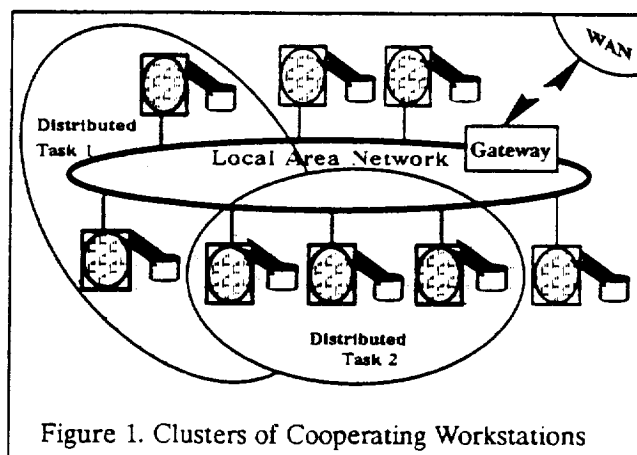 WAN
Distributed
Task 1
Local Area Network
Gateway
Distributed
Task 2
Figure 1. Clusters of Cooperating Workstations